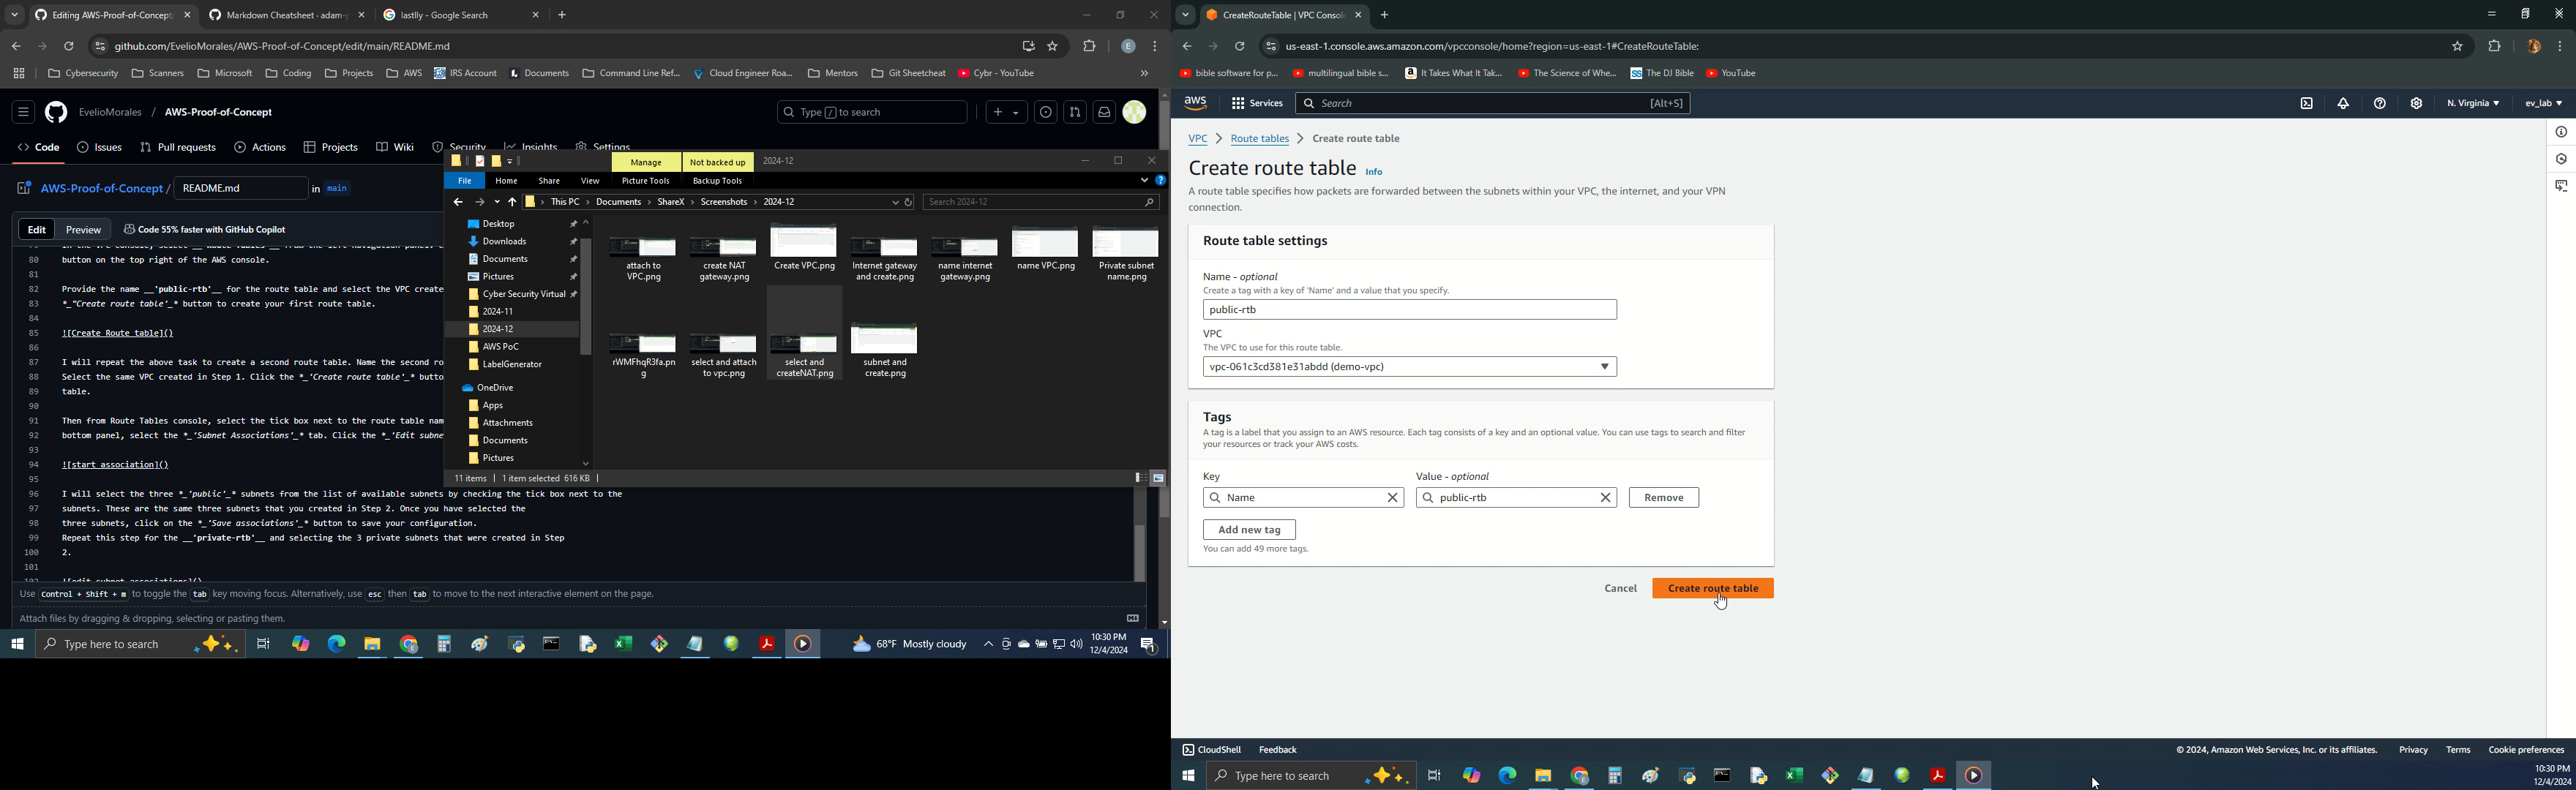 Editing AWS-Proof-of-Concept/
Markdown Cheatsheet · adam-p
lastlly - Google Search
github.com/EvelioMorales/AWS-Proof-of-Concept/edit/main/README.md
E
Cybersecurity
Scanners
Microsoft
Coding
Projects
AWS
IRS Account
Documents
Command Line Ref...
Cloud Engineer Roa...
Mentors
Git Sheetcheat
Cybr - YouTube
EvelioMorales / AWS-Proof-of-Concept
Type / to search
Code
Issues
Pull requests
Actions
Projects
Wiki
Security
Insights
Settings
AWS-Proof-of-Concept / README.md in main
Edit
Preview
Code 55% faster with GitHub Copilot
80 button on the top right of the AWS console.
81
82 Provide the name __'public-rtb'__ for the route table and select the VPC create
83 *_"Create route table'_* button to create your first route table.
84
85 ![Create Route table]()
86
87 I will repeat the above task to create a second route table. Name the second ro
88 Select the same VPC created in Step 1. Click the *_'Create route table'_* butto
89 table.
90
91 Then from Route Tables console, select the tick box next to the route table nam
92 bottom panel, select the *_'Subnet Associations'_* tab. Click the *_'Edit subne
93
94 ![start association]()
95
96 I will select the three *_'public'_* subnets from the list of available subnets by checking the tick box next to the
97 subnets. These are the same three subnets that you created in Step 2. Once you have selected the
98 three subnets, click on the *_'Save associations'_* button to save your configuration.
99 Repeat this step for the __'private-rtb'__ and selecting the 3 private subnets that were created in Step
100 2.
101
102 ![edit subnet associations]()
Use Control + Shift + m to toggle the tab key moving focus. Alternatively, use esc then tab to move to the next interactive element on the page.
Attach files by dragging & dropping, selecting or pasting them.
Manage
Not backed up
2024-12
File
Home
Share
View
Picture Tools
Backup Tools
This PC
Documents
ShareX
Screenshots
2024-12
Search 2024-12
Desktop
Downloads
Documents
Pictures
Cyber Security Virtual
2024-11
2024-12
AWS PoC
LabelGenerator
OneDrive
Apps
Attachments
Documents
Pictures
attach to VPC.png
create NAT gateway.png
Create VPC.png
Internet gateway and create.png
name internet gateway.png
name VPC.png
Private subnet name.png
rWMFhqR3fa.png
select and attach to vpc.png
select and createNAT.png
subnet and create.png
11 items
1 item selected 616 KB
Type here to search
68°F Mostly cloudy
10:30 PM
12/4/2024
1
CreateRouteTable | VPC Consol
us-east-1.console.aws.amazon.com/vpcconsole/home?region=us-east-1#CreateRouteTable:
bible software for p...
multilingual bible s...
It Takes What It Tak...
The Science of Whe...
The DJ Bible
YouTube
aws
Services
Search
[Alt+S]
N. Virginia
ev_lab
VPC
Route tables
Create route table
Create route table Info
A route table specifies how packets are forwarded between the subnets within your VPC, the internet, and your VPN
connection.
Route table settings
Name - optional
Create a tag with a key of 'Name' and a value that you specify.
public-rtb
VPC
The VPC to use for this route table.
vpc-061c3cd381e31abdd (demo-vpc)
Tags
A tag is a label that you assign to an AWS resource. Each tag consists of a key and an optional value. You can use tags to search and filter
your resources or track your AWS costs.
Key
Value - optional
Name
public-rtb
Remove
Add new tag
You can add 49 more tags.
Cancel
Create route table
CloudShell
Feedback
© 2024, Amazon Web Services, Inc. or its affiliates.
Privacy
Terms
Cookie preferences
Type here to search
10:30 PM
12/4/2024